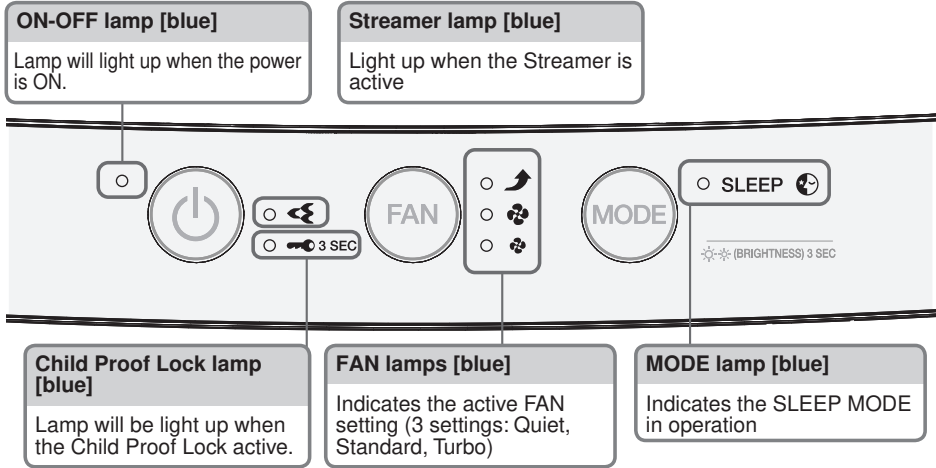 ON-OFF lamp [blue]
Lamp will light up when the power
is ON.
Streamer lamp [blue]
Light up when the Streamer is
active
FAN
MODE
SLEEP
3 SEC
(BRIGHTNESS) 3 SEC
Child Proof Lock lamp
[blue]
Lamp will be light up when
the Child Proof Lock active.
FAN lamps [blue]
Indicates the active FAN
setting (3 settings: Quiet,
Standard, Turbo)
MODE lamp [blue]
Indicates the SLEEP MODE
in operation